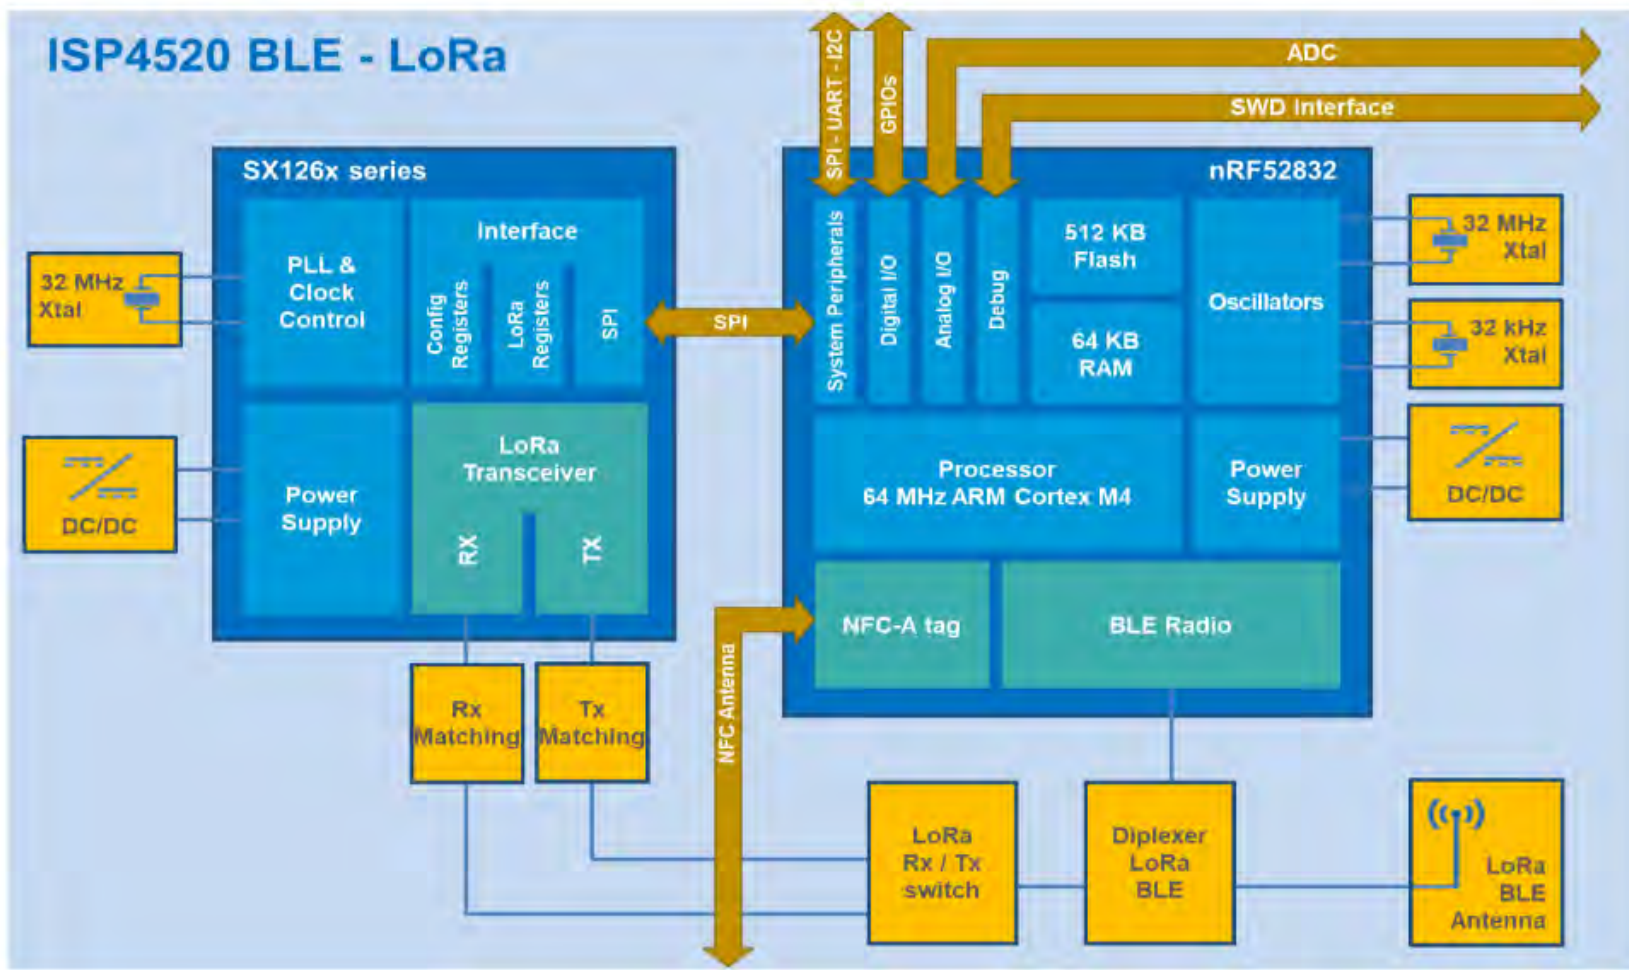 ISP4520 BLE - LoRa
SPI - UART - I2C
GPIOs
ADC
SWD Interface
SX126x series
PLL &
Clock
Control
Interface
Config
Registers
LoRa
Registers
SPI
32 MHz
Xtal
Power
Supply
DC/DC
LoRa
Transceiver
RX
TX
SPI
nRF52832
System Peripherals
Digital I/O
Analog I/O
Debug
512 KB
Flash
64 KB
RAM
Oscillators
32 MHz
Xtal
32 kHz
Xtal
Processor
64 MHz ARM Cortex M4
Power
Supply
DC/DC
NFC-A tag
BLE Radio
NFC Antenna
Rx
Matching
Tx
Matching
LoRa
Rx / Tx
switch
Diplexer
LoRa
BLE
LoRa
BLE
Antenna